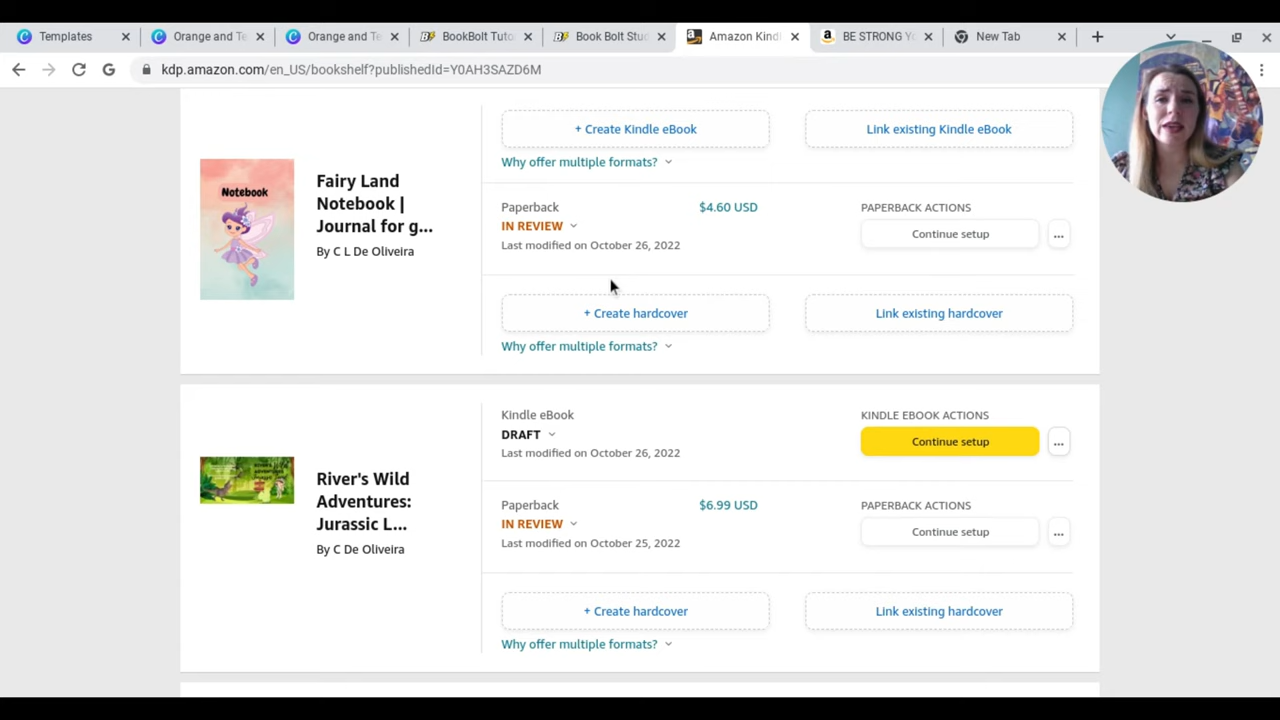 Templates
Orange and Te
Orange and Te
BookBolt Tuto
Book Bolt Stu
Amazon Kindl
BE STRONG Y
New Tab
kdp.amazon.com/en_US/bookshelf?publishedId=Y0AH3SAZD6M
+ Create Kindle eBook
Link existing Kindle eBook
Why offer multiple formats?
Notebook
Fairy Land
Notebook |
Journal for g...
By C L De Oliveira
Paperback
$4.60 USD
IN REVIEW
Last modified on October 26, 2022
PAPERBACK ACTIONS
Continue setup
...
+ Create hardcover
Link existing hardcover
Why offer multiple formats?
River's Wild
Adventures:
Jurassic L...
By C De Oliveira
Kindle eBook
DRAFT
Last modified on October 26, 2022
KINDLE EBOOK ACTIONS
Continue setup
...
Paperback
$6.99 USD
IN REVIEW
Last modified on October 25, 2022
PAPERBACK ACTIONS
Continue setup
...
+ Create hardcover
Link existing hardcover
Why offer multiple formats?